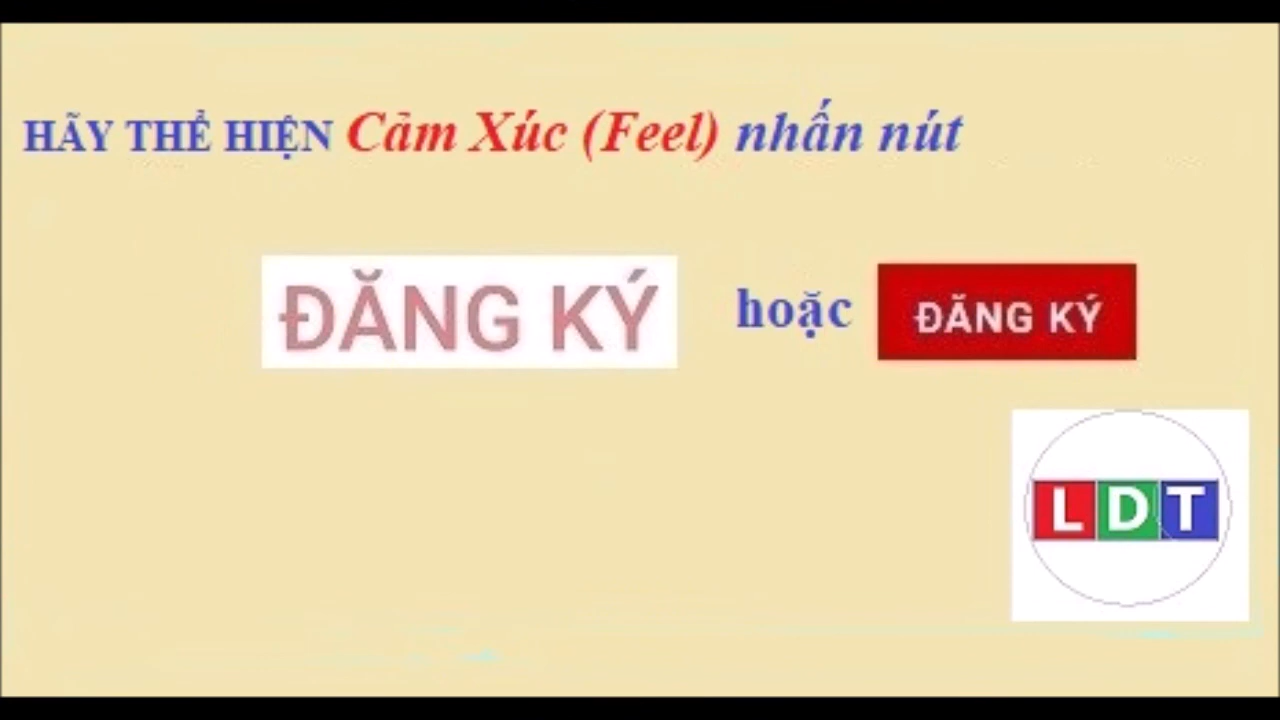 HÃY THỂ HIỆN Cảm Xúc (Feel) nhấn nút
ĐĂNG KÝ hoặc ĐĂNG KÝ
LDT